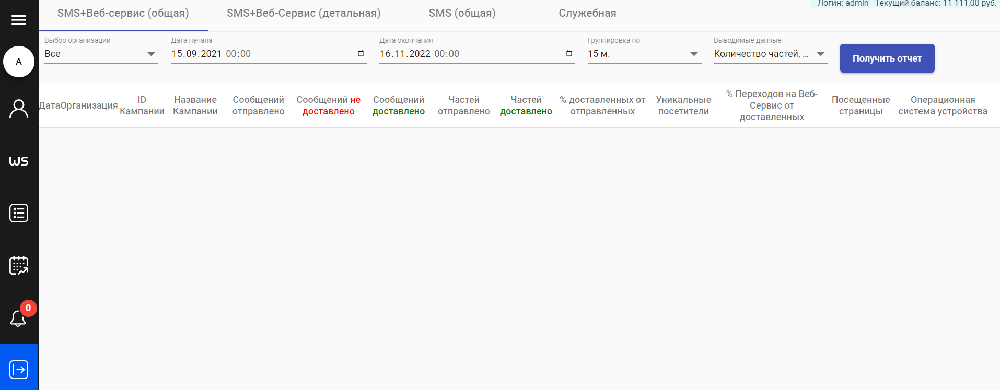 SMS+Веб-сервис (общая) SMS+Веб-Сервис (детальная) SMS (общая) Служебная
Логин: admin Текущий баланс: 11 111,00 руб.
Выбор организации Дата начала Дата окончания Группировка по Выводимые данные
Все 15.09.2021 00:00 16.11.2022 00:00 15 м. Количество частей, ...
Получить отчет
A
ДатаОрганизация
ID
Кампании
Название
Кампании
Сообщений
отправлено
Сообщений не
доставлено
Сообщений
доставлено
Частей
отправлено
Частей
доставлено
% доставленных от
отправленных
Уникальные
посетители
% Переходов на Веб-
Сервис от
доставленных
Посещенные
страницы
Операционная
система устройства
WS
0